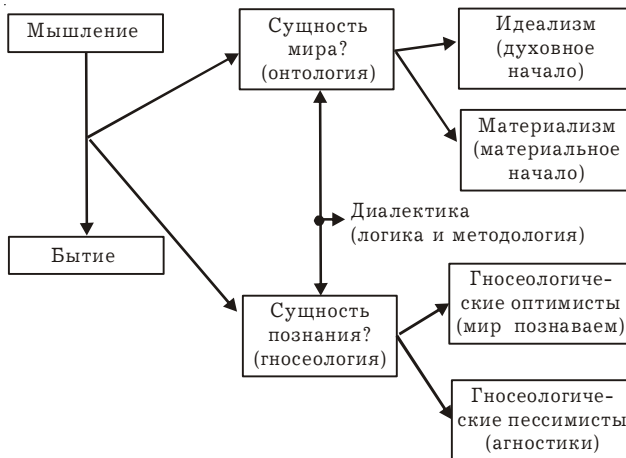 Мышление
Бытие
Сущность
мира?
(онтология)
Идеализм
(духовное
начало)
Материализм
(материальное
начало)
Диалектика
(логика и методология)
Сущность
познания?
(гносеология)
Гносеологиче-
ские оптимисты
(мир познаваем)
Гносеологиче-
ские пессимисты
(агностики)